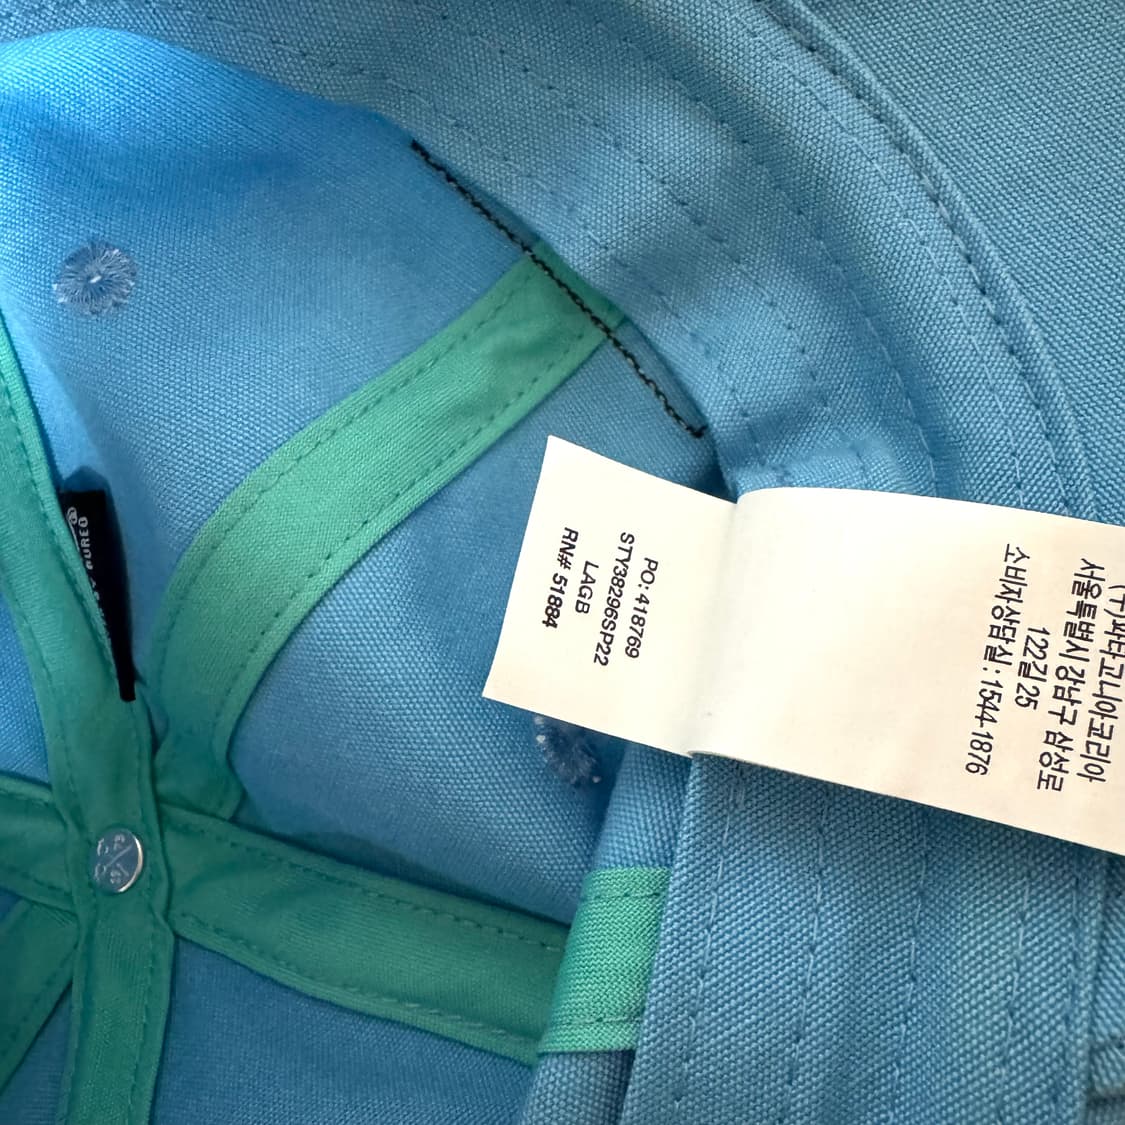 PO: 418769
STY38296SP22
LAGB
RN# 51884
(주)파타고니아코리아
서울특별시 강남구 삼성로
122길 25
소비자상담실 : 1544-1876